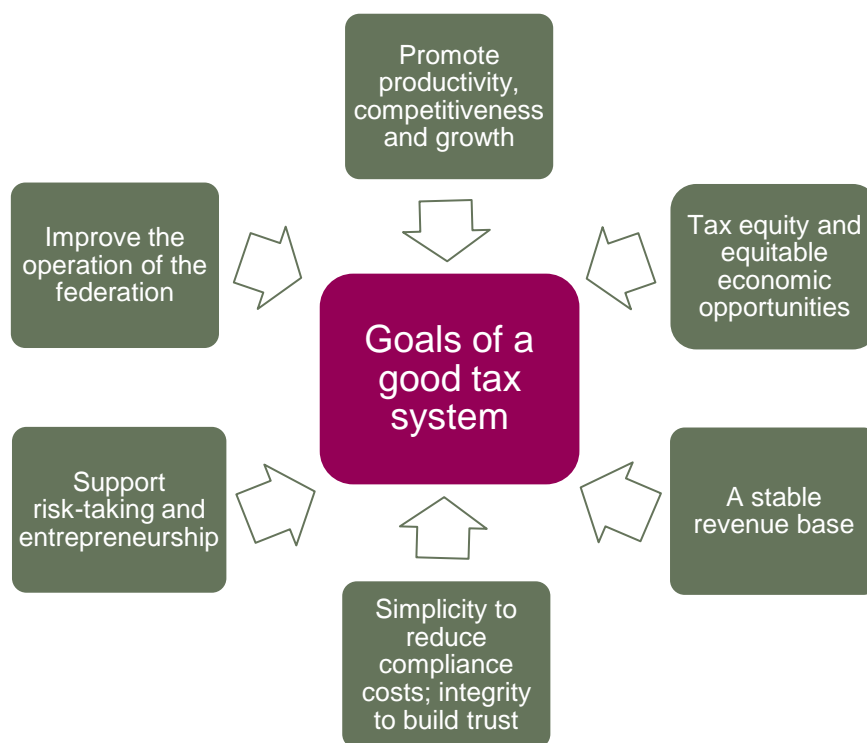 Promote
productivity,
competitiveness
and growth
Improve the
operation of the
federation
Tax equity and
equitable
economic
opportunities
Goals of a
good tax
system
Support
risk-taking and
entrepreneurship
A stable
revenue base
Simplicity to
reduce
compliance
costs; integrity
to build trust